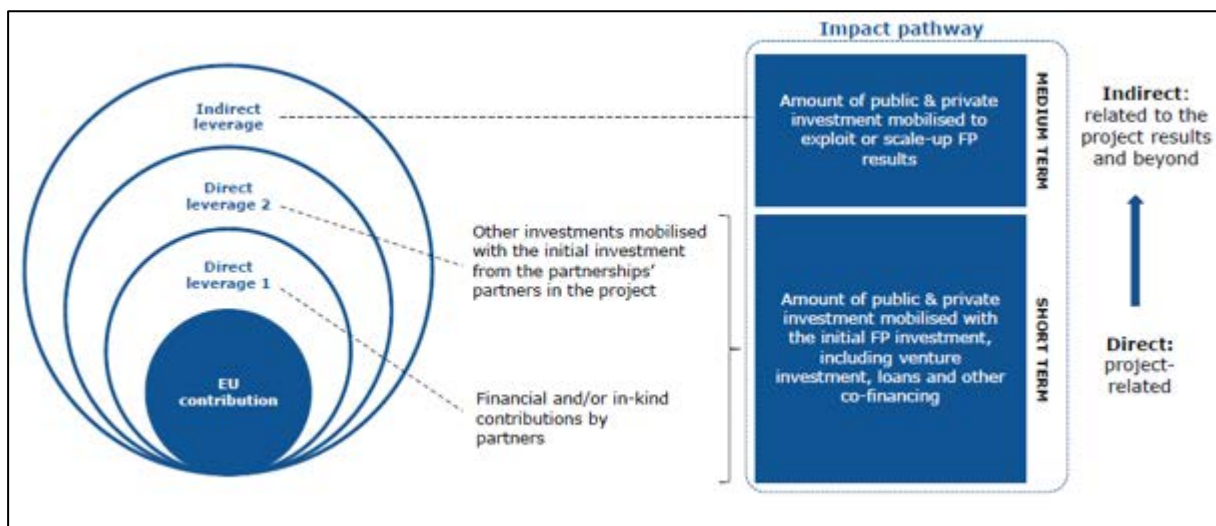 Impact pathway
Indirect
leverage
Direct
leverage 2
Direct
leverage 1
EU
contribution
Other investments mobilised
with the initial investment
from the partnerships'
partners in the project
Financial and/or in-kind
contributions by
partners
Amount of public & private
investment mobilised to
exploit or scale-up FP
results
MEDIUM TERM
Amount of public & private
investment mobilised with
the initial FP investment,
including venture
investment, loans and other
co-financing
SHORT TERM
Indirect:
related to the
project results
and beyond
Direct:
project-
related